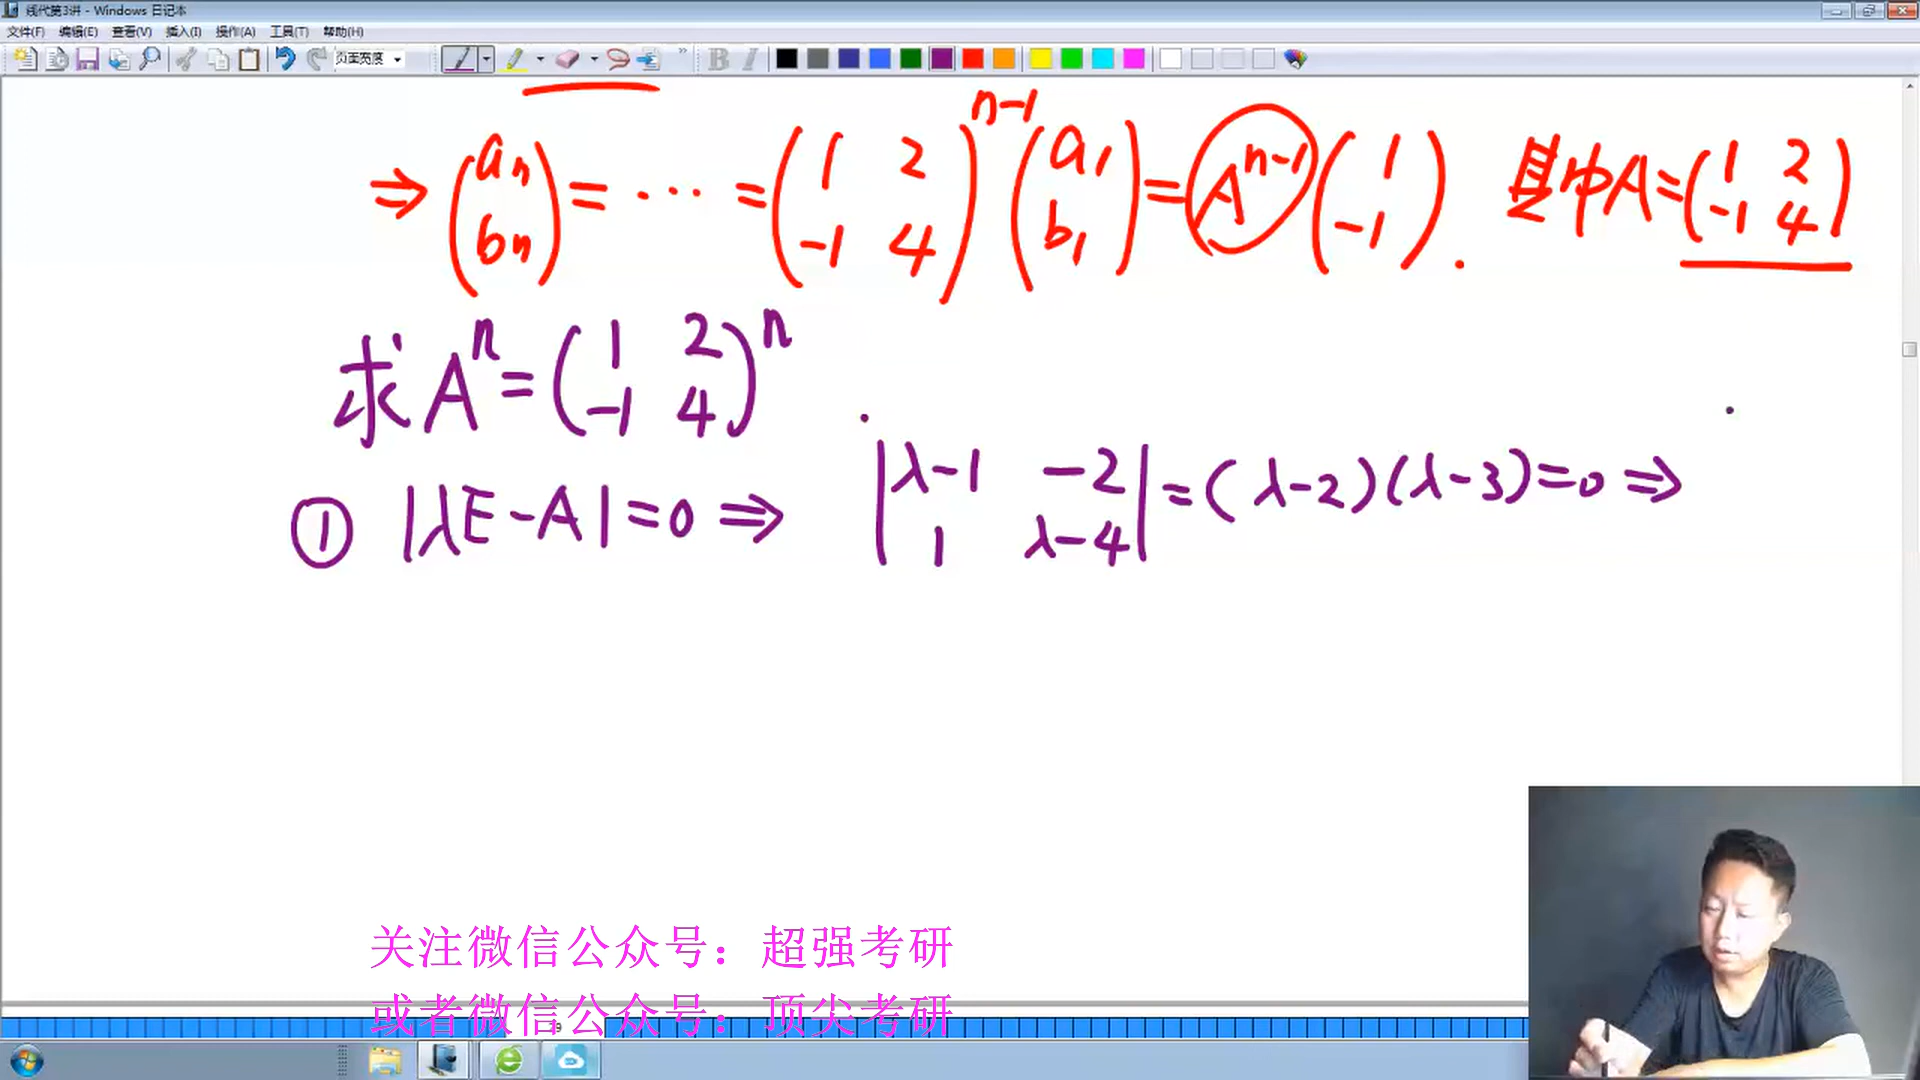 线代第3讲 - Windows 日记本
文件(F) 编辑(E) 查看(V) 插入(I) 操作(A) 工具(T) 帮助(H)
页面宽度
B I
⇒ (an bn) = ··· = (1 2 -1 4)^n-1 (a1 b1) = A^n-1 (1 -1). 其中A = (1 2 -1 4)
求 A^n = (1 2 -1 4)^n
① |λE-A|=0 ⇒ |λ-1 -2 1 λ-4| = (λ-2)(λ-3)=0 ⇒
关注微信公众号：超强考研
或者微信公众号：顶尖考研